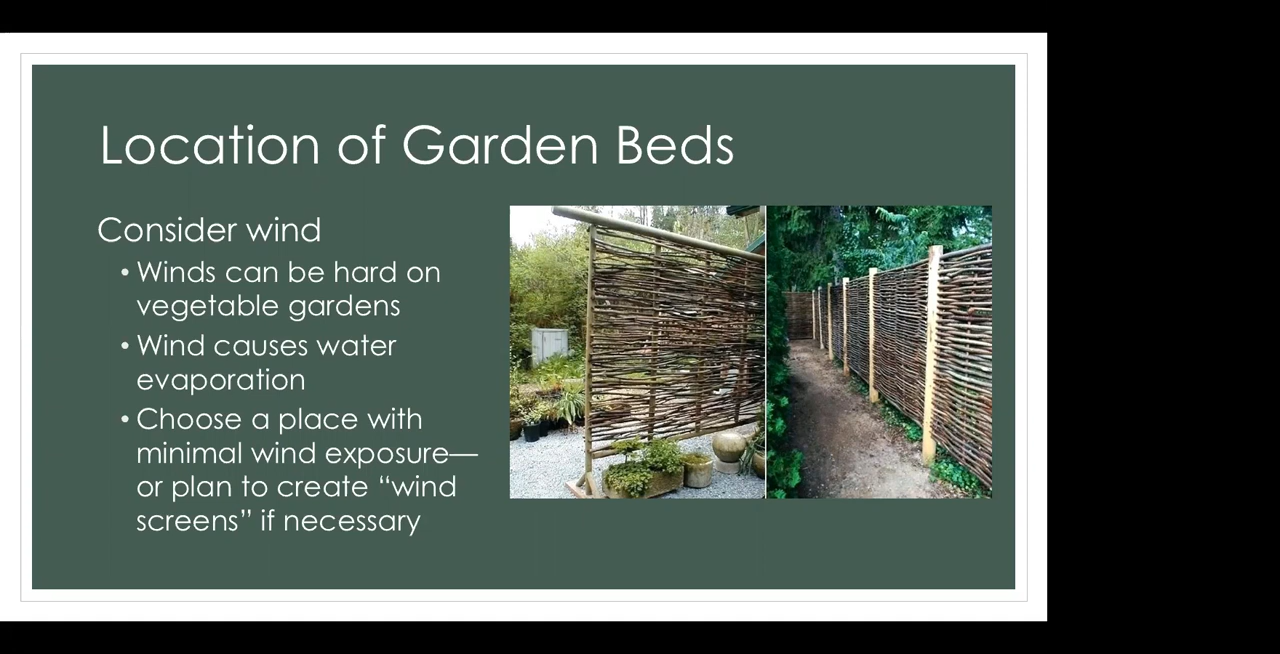 Location of Garden Beds
Consider wind
• Winds can be hard on
vegetable gardens
• Wind causes water
evaporation
• Choose a place with
minimal wind exposure—
or plan to create “wind
screens” if necessary